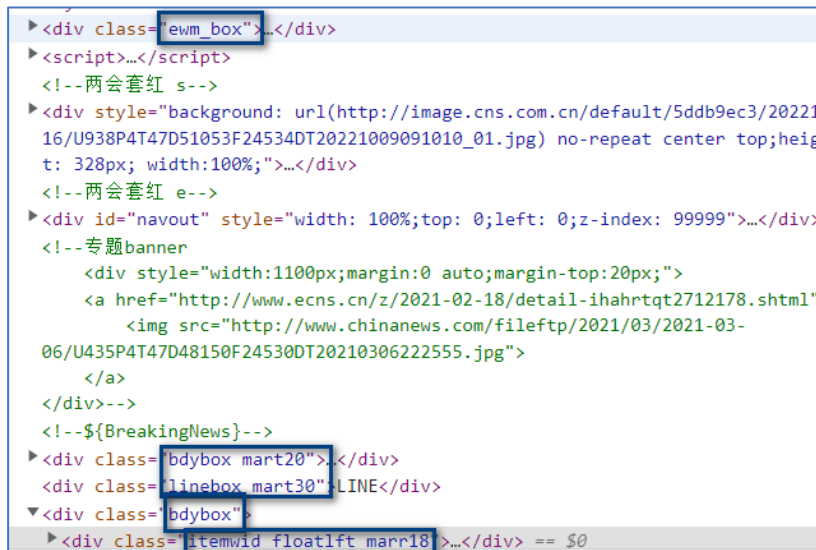 <div class="ewm_box">…</div>
<script>…</script>
<!--两会套红 s-->
<div style="background: url(http://image.cns.com.cn/default/5ddb9ec3/20221
16/U938P4T47D51053F24534DT20221009091010_01.jpg) no-repeat center top;heig
t: 328px; width:100%;">…</div>
<!--两会套红 e-->
<div id="navout" style="width: 100%;top: 0;left: 0;z-index: 99999">…</div>
<!--专题banner
<div style="width:1100px;margin:0 auto;margin-top:20px;">
<a href="http://www.ecns.cn/z/2021-02-18/detail-ihahrtqt2712178.shtml"
<img src="http://www.chinanews.com/fileftp/2021/03/2021-03-
06/U435P4T47D48150F24530DT20210306222555.jpg">
</a>
</div>-->
<!--${BreakingNews}-->
<div class="bdybox mart20">…</div>
<div class="linebox mart30">LINE</div>
<div class="bdybox">
<div class="itemwid floatlft marr18">…</div> == $0